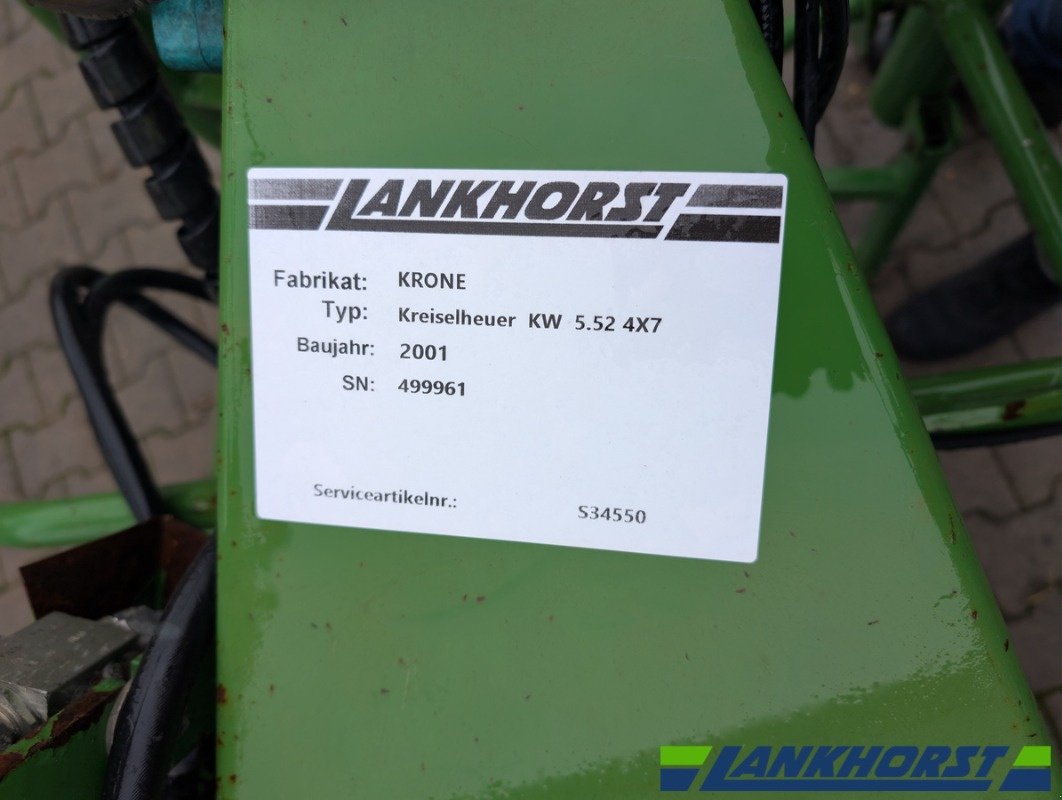 LANKHORST
Fabrikat: KRONE
Typ: Kreiselheuer KW 5.52 4X7
Baujahr: 2001
SN: 499961
Serviceartikelnr.: S34550
LANKHORST